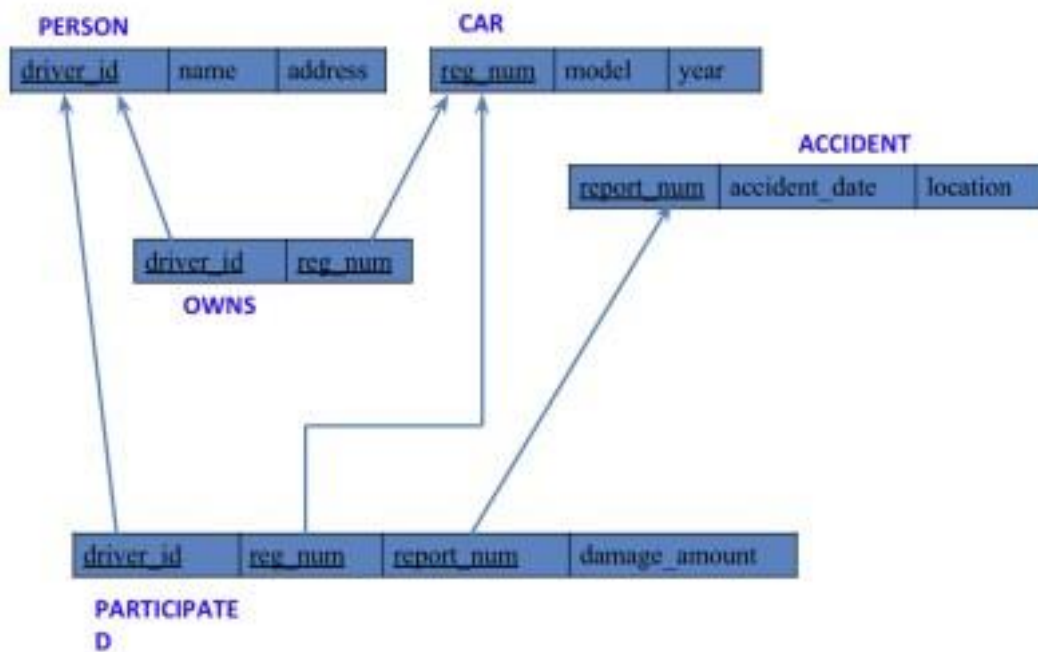 PERSON
driver_id name address
CAR
reg_num model year
ACCIDENT
report_num accident_date location
driver_id reg_num
OWNS
driver_id reg_num report_num damage_amount
PARTICIPATE
D